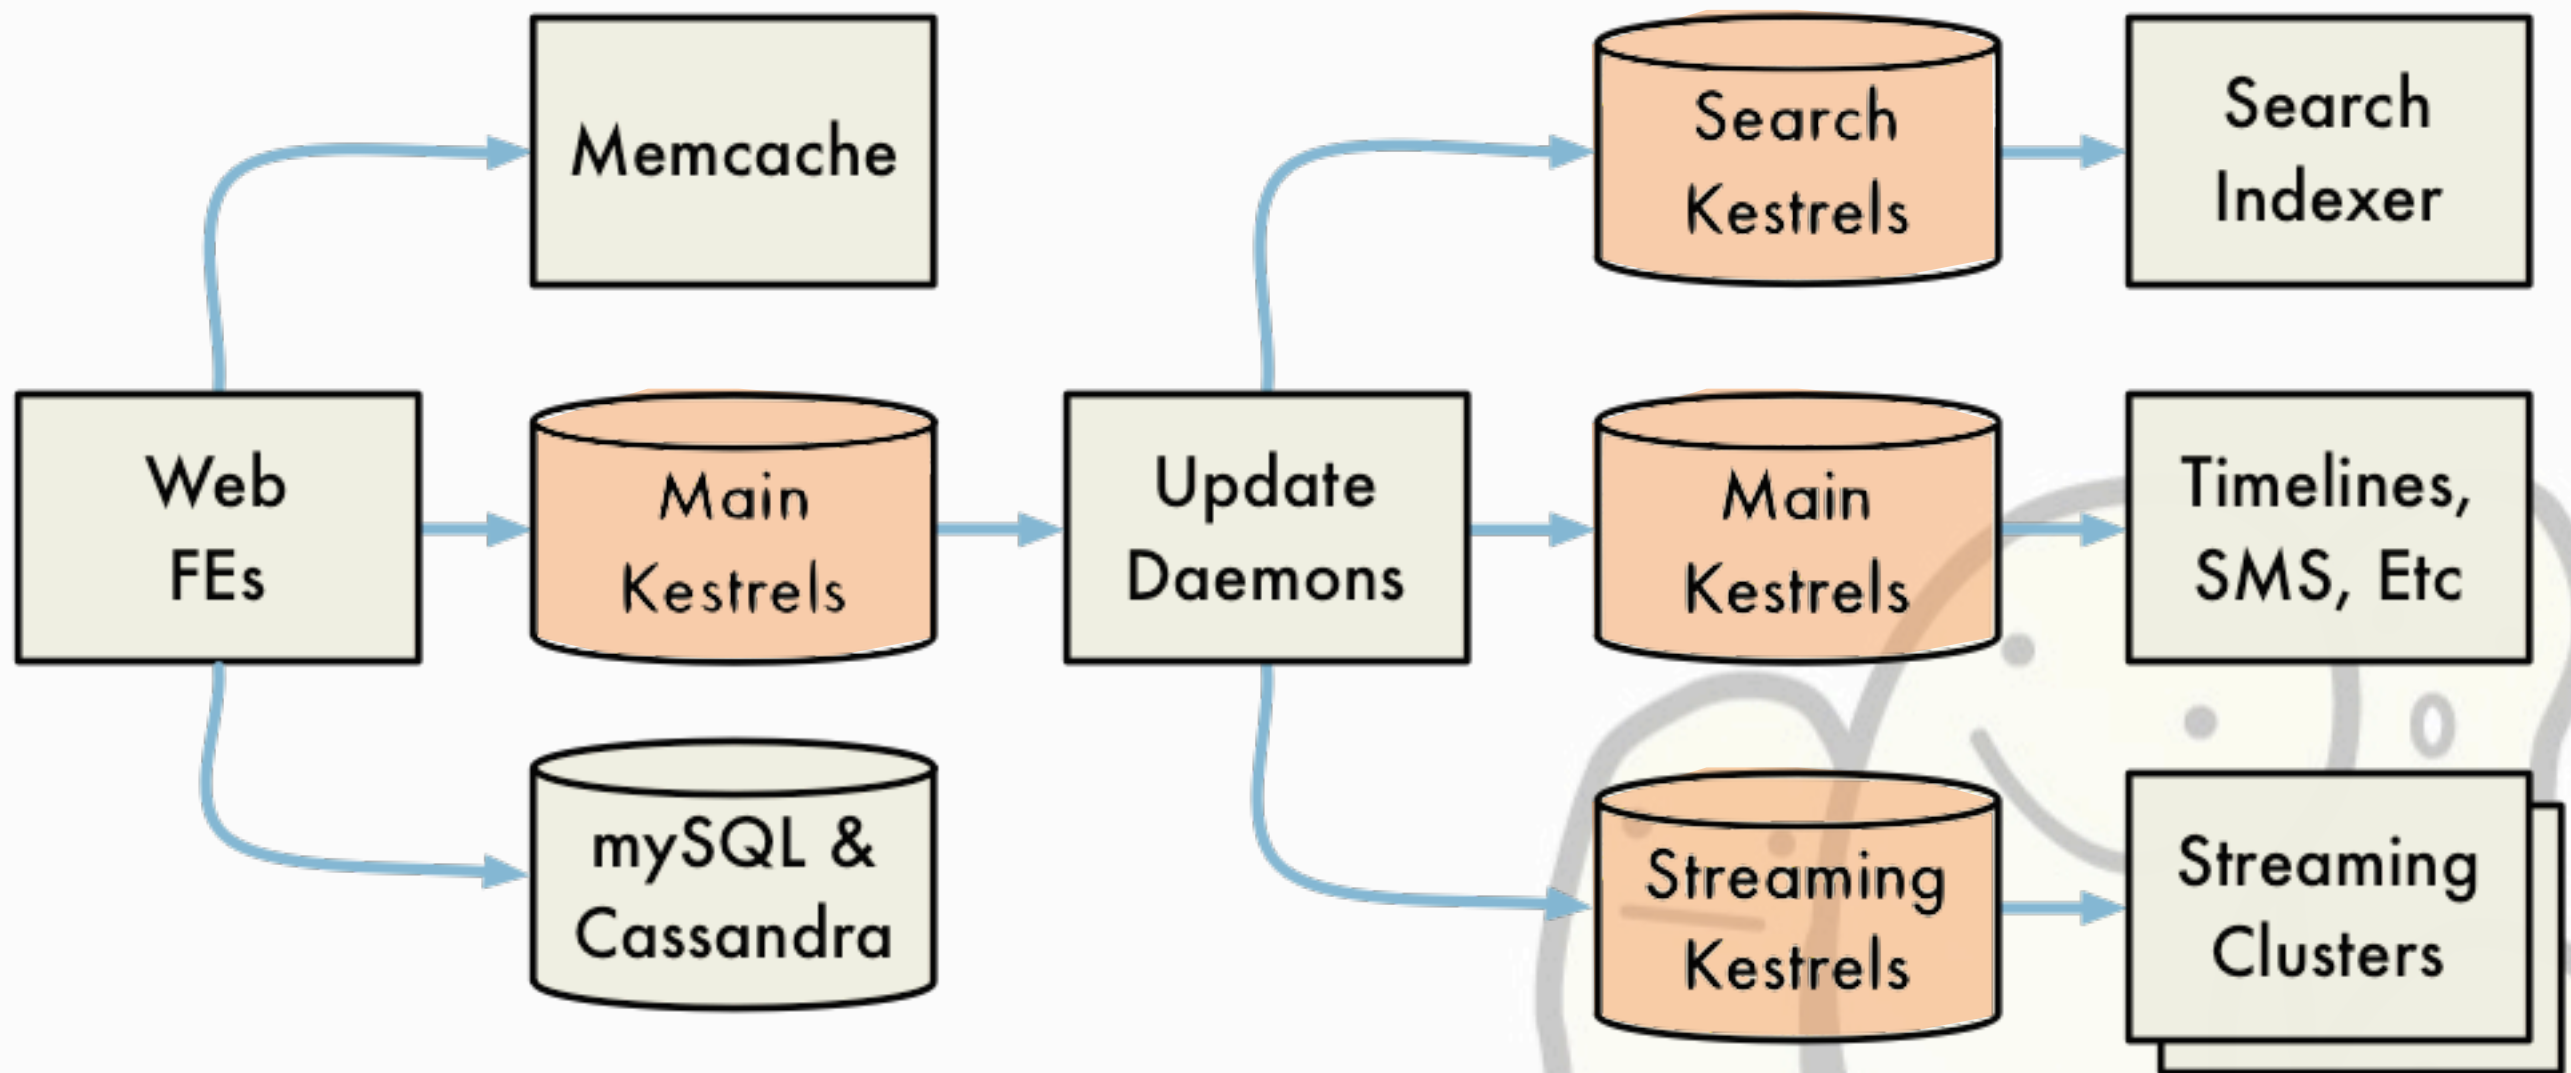 Memcache
Search
Kestrels
Search
Indexer
Web
FEs
Main
Kestrels
Update
Daemons
Main
Kestrels
Timelines,
SMS, Etc
mySQL &
Cassandra
Streaming
Kestrels
Streaming
Clusters